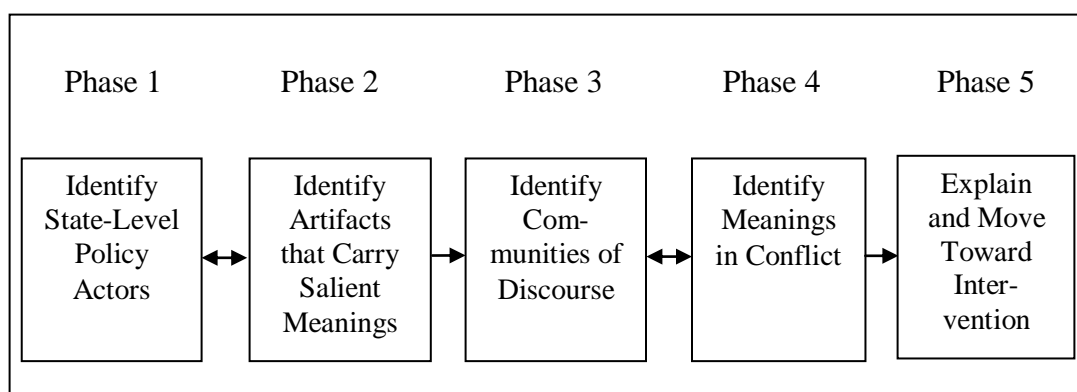 Phase 1 Phase 2 Phase 3 Phase 4 Phase 5
Identify
State-Level
Policy
Actors
Identify
Artifacts
that Carry
Salient
Meanings
Identify
Com-
munities of
Discourse
Identify
Meanings
in Conflict
Explain
and Move
Toward
Inter-
vention